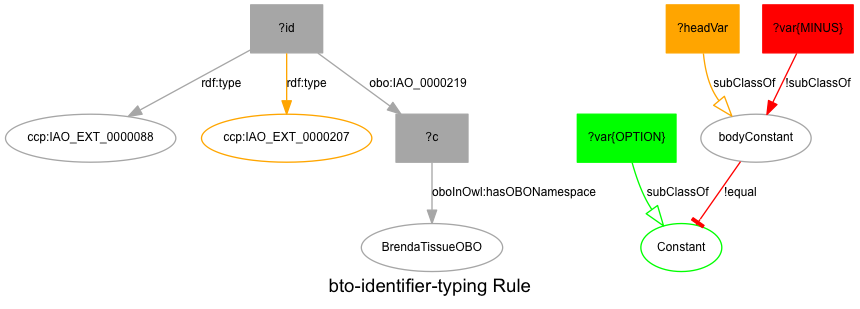 ?id
?headVar
?var{MINUS}
rdf:type
rdf:type
obo:IAO_0000219
subClassOf
!subClassOf
ccp:IAO_EXT_0000088
ccp:IAO_EXT_0000207
?c
?var{OPTION}
bodyConstant
oboInOwl:hasOBONamespace
subClassOf
!equal
BrendaTissueOBO
Constant
bto-identifier-typing Rule